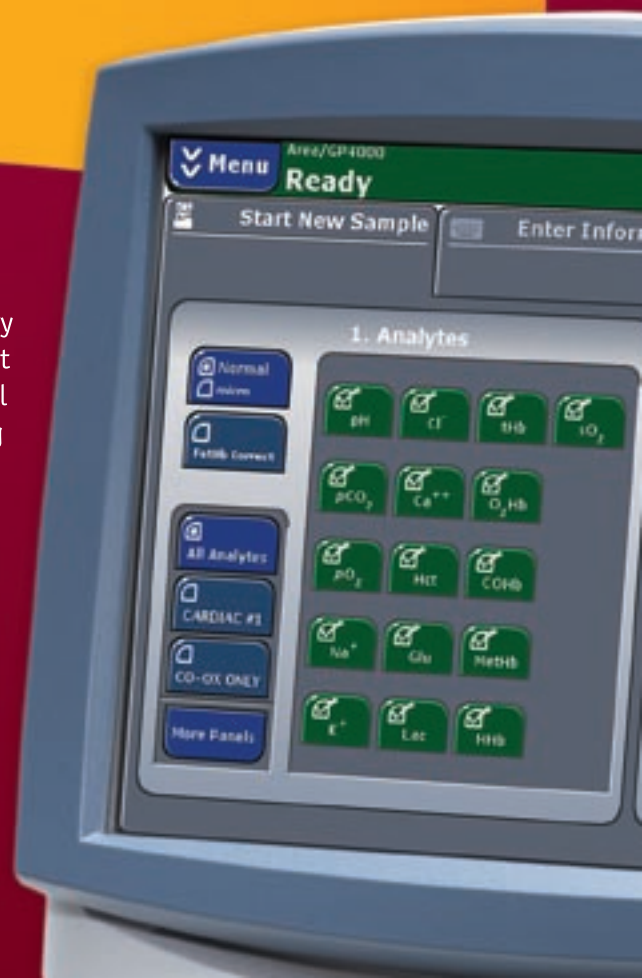 Menu
Area/GP4000
Ready
Start New Sample
Enter Infor
y
t
l
g
1. Analytes
Normal
micro
FetHb Correct
All Analytes
CARDIAC #1
CO-OX ONLY
More Panels
pH Cl⁻ tHb sO₂
pCO₂ Ca⁺⁺ O₂Hb
pO₂ Hct COHb
Na⁺ Glu MetHb
K⁺ Lac HHb